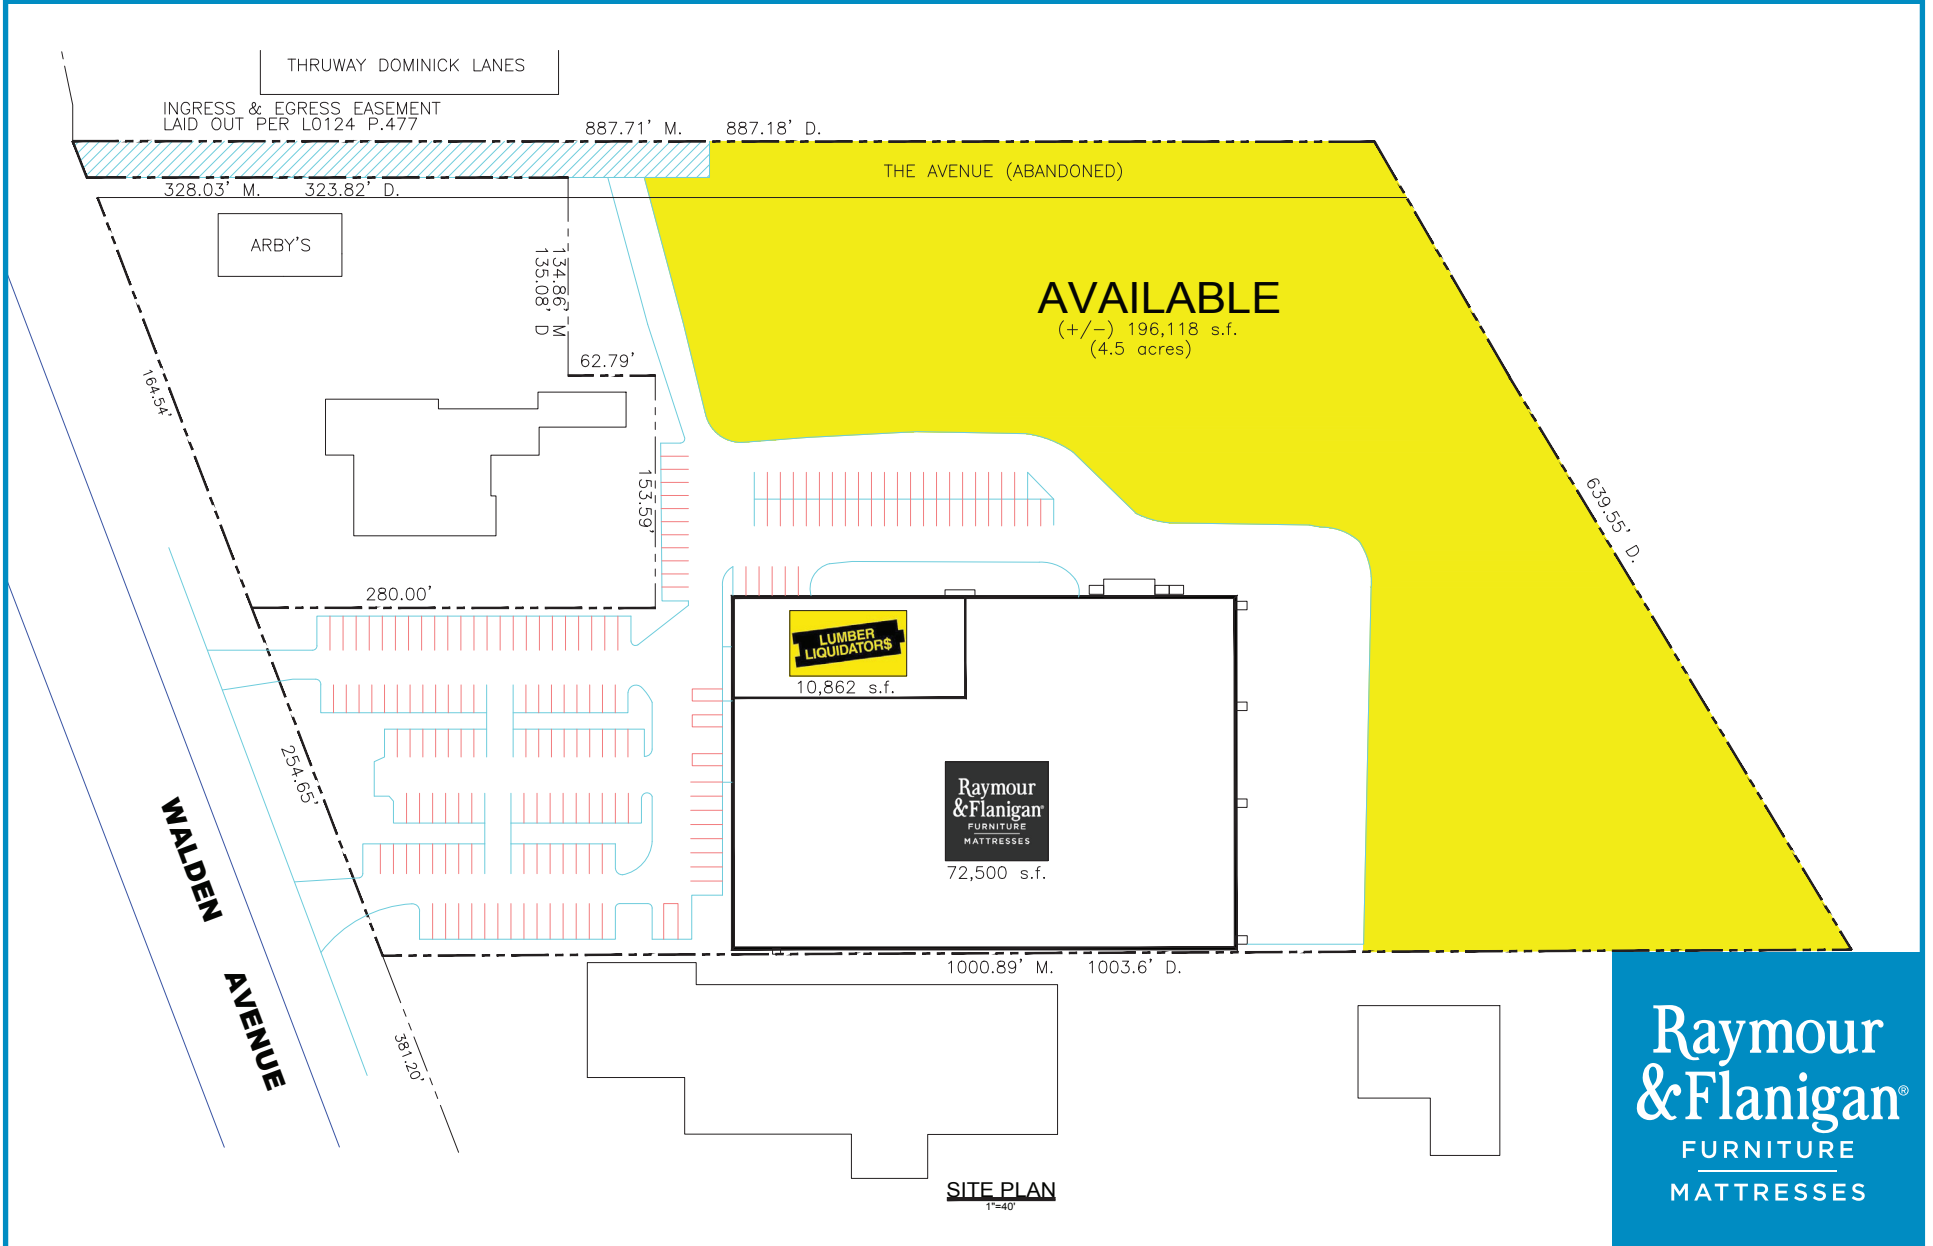 THRUWAY DOMINICK LANES
INGRESS & EGRESS EASEMENT
LAID OUT PER L0124 P.477
887.71' M. 887.18' D.
THE AVENUE (ABANDONED)
328.03' M. 323.82' D.
ARBY'S
134.86' M
135.08' D
AVAILABLE
(+/-) 196,118 s.f.
(4.5 acres)
62.79'
164.54'
153.59'
639.55' D.
280.00'
LUMBER
LIQUIDATOR$
10,862 s.f.
254.65'
Raymour
&Flanigan®
FURNITURE
MATTRESSES
72,500 s.f.
WALDEN AVENUE
1000.89' M. 1003.6' D.
381.20'
SITE PLAN
1"=40'
Raymour
&Flanigan®
FURNITURE
MATTRESSES